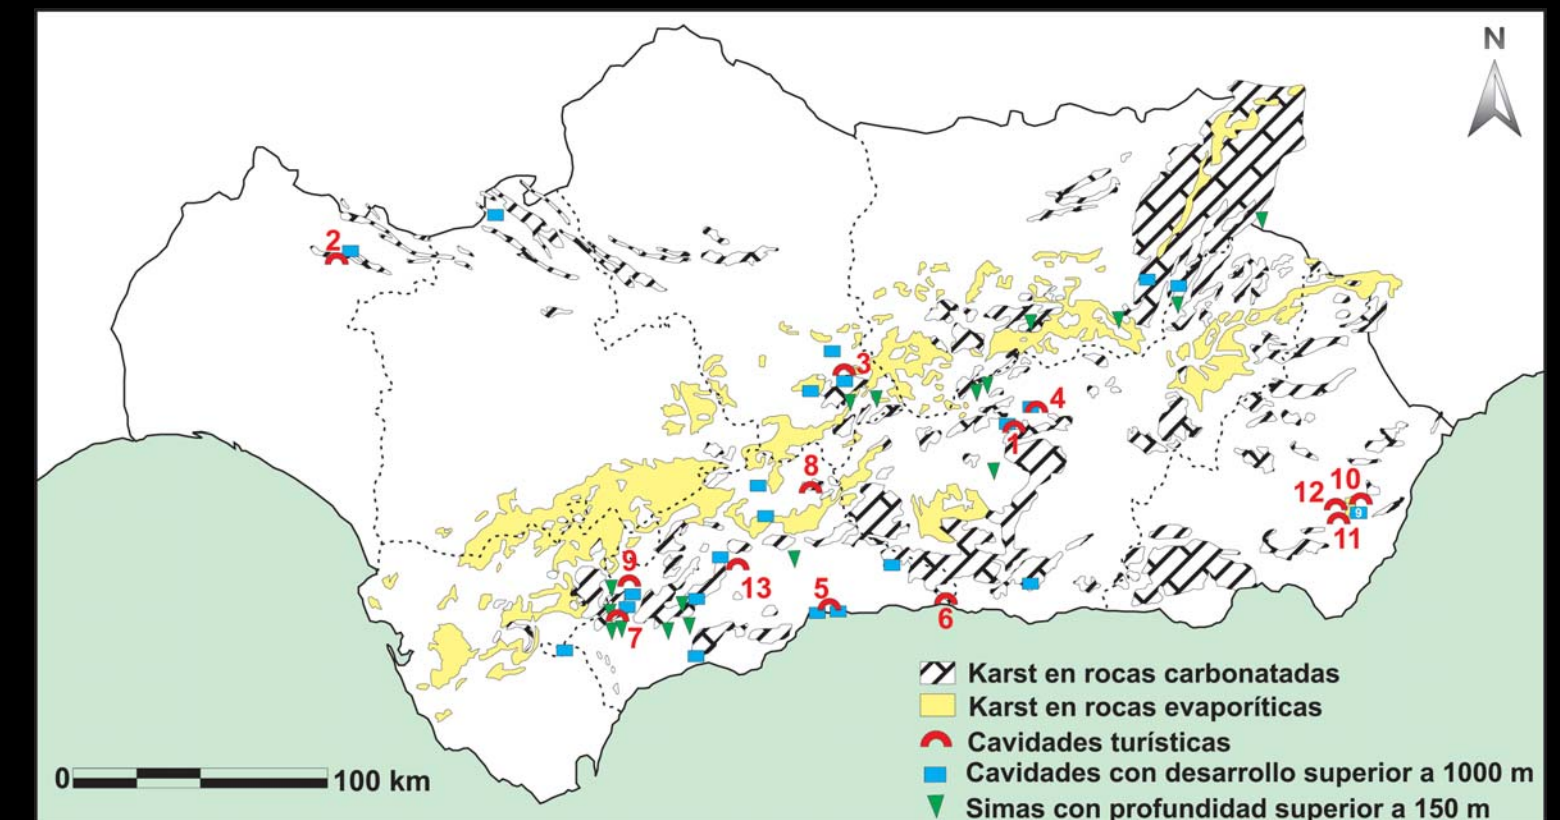 N
2
3
4
1
8
10
12
9
11
9
13
5
6
7
Karst en rocas carbonatadas
Karst en rocas evaporíticas
Cavidades turísticas
Cavidades con desarrollo superior a 1000 m
Simas con profundidad superior a 150 m
0 100 km